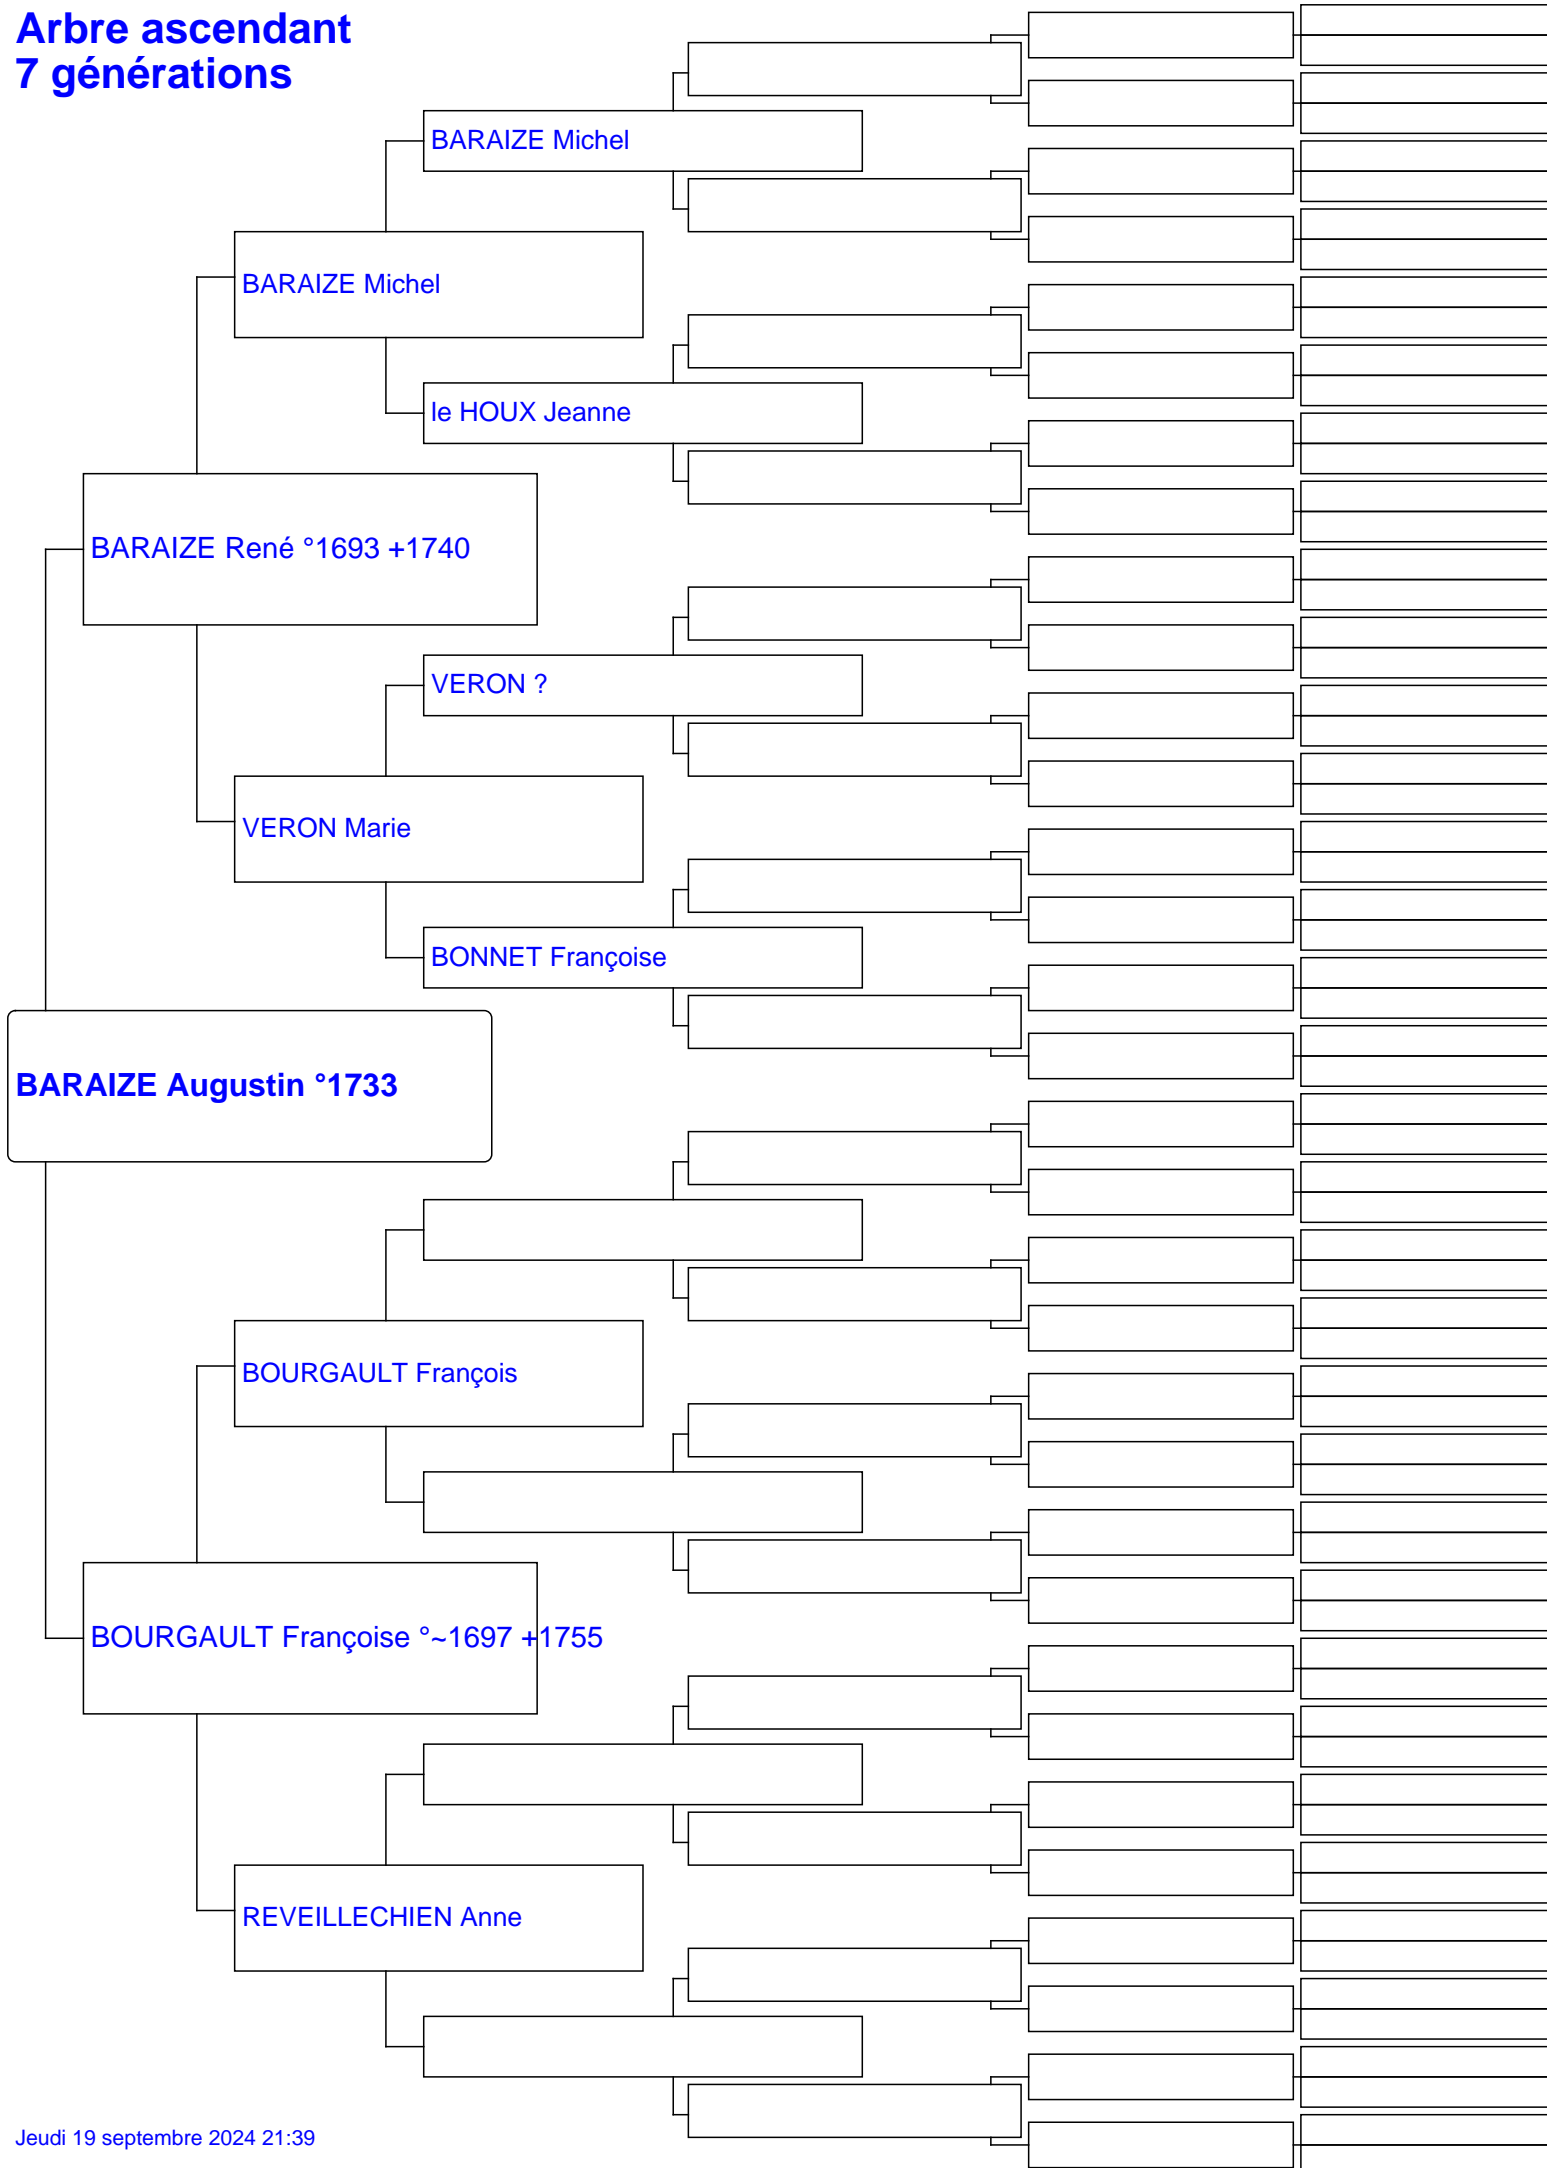 Arbre ascendant
7 générations
BARAIZE Michel
BARAIZE Michel
le HOUX Jeanne
BARAIZE René °1693 +1740
VERON ?
VERON Marie
BONNET Françoise
BARAIZE Augustin °1733
BOURGAULT François
BOURGAULT Françoise °~1697 +1755
REVEILLECHIEN Anne
Jeudi 19 septembre 2024 21:39